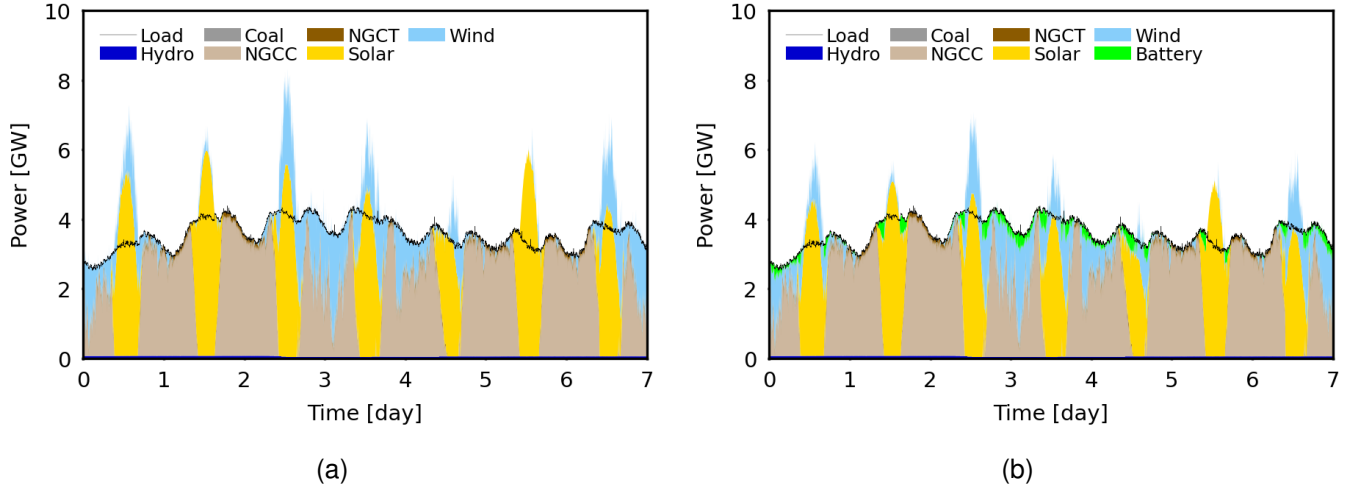 10
8
6
4
2
0
Power [GW]
Load Coal NGCT Wind
Hydro NGCC Solar
0 1 2 3 4 5 6 7
Time [day]
(a)
10
8
6
4
2
0
Power [GW]
Load Coal NGCT Wind
Hydro NGCC Solar Battery
0 1 2 3 4 5 6 7
Time [day]
(b)